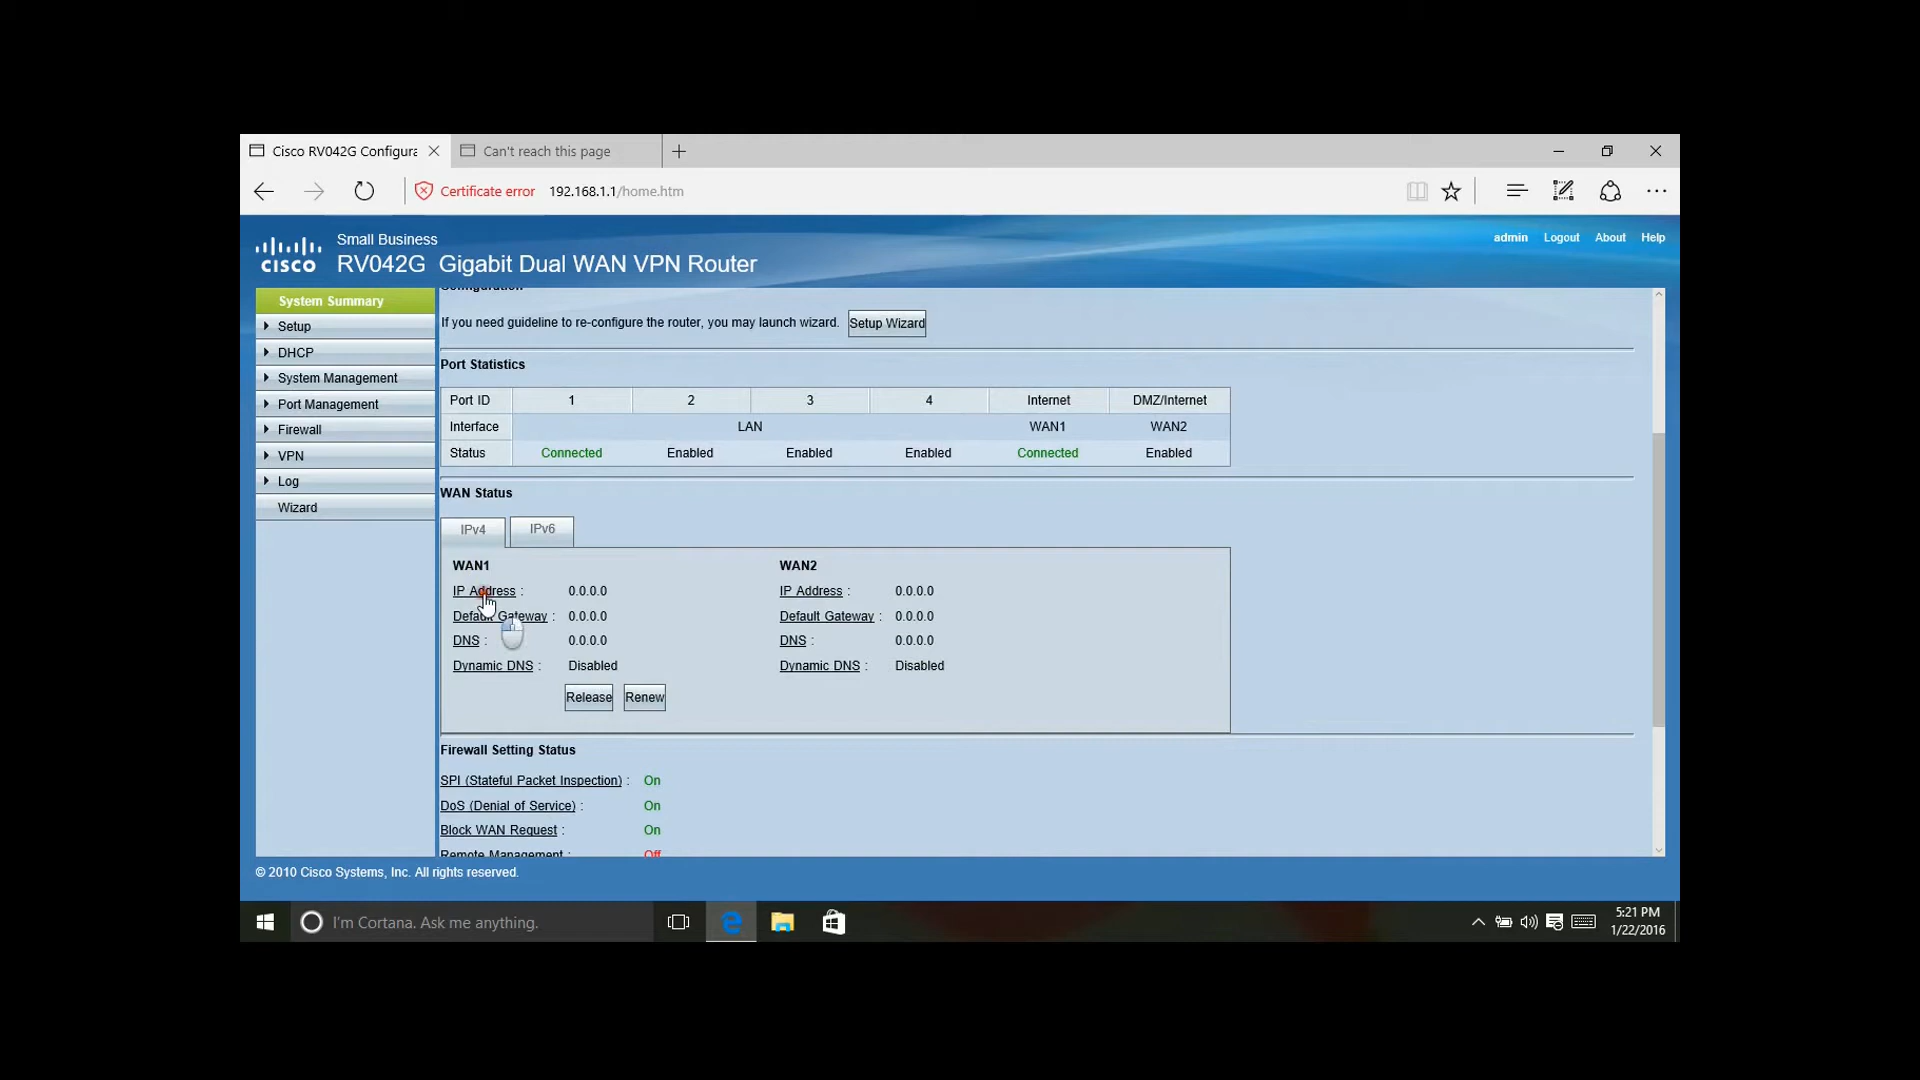 Cisco RV042G Configura
Can't reach this page
Certificate error 192.168.1.1/home.htm
Small Business
cisco RV042G Gigabit Dual WAN VPN Router
admin Logout About Help
System Summary
Setup
DHCP
System Management
Port Management
Firewall
VPN
Log
Wizard
Configuration
If you need guideline to re-configure the router, you may launch wizard. Setup Wizard
Port Statistics
Port ID 1 2 3 4 Internet DMZ/Internet
Interface LAN WAN1 WAN2
Status Connected Enabled Enabled Enabled Connected Enabled
WAN Status
IPv4 IPv6
WAN1 WAN2
IP Address : 0.0.0.0 IP Address : 0.0.0.0
Default Gateway : 0.0.0.0 Default Gateway : 0.0.0.0
DNS : 0.0.0.0 DNS : 0.0.0.0
Dynamic DNS : Disabled Dynamic DNS : Disabled
Release Renew
Firewall Setting Status
SPI (Stateful Packet Inspection) : On
DoS (Denial of Service) : On
Block WAN Request : On
Remote Management : Off
© 2010 Cisco Systems, Inc. All rights reserved.
I'm Cortana. Ask me anything.
5:21 PM
1/22/2016